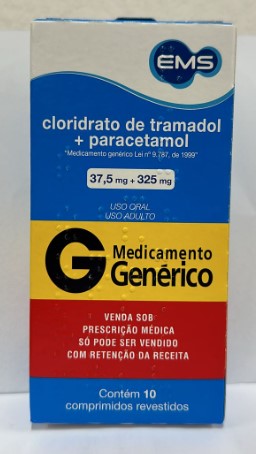 EMS
cloridrato de tramadol
+ paracetamol
"Medicamento genérico Lei nº 9.787, de 1999"
37,5 mg + 325 mg
USO ORAL
USO ADULTO
G Medicamento
Genérico
VENDA SOB
PRESCRIÇÃO MÉDICA
SÓ PODE SER VENDIDO
COM RETENÇÃO DA RECEITA
Contém 10
comprimidos revestidos